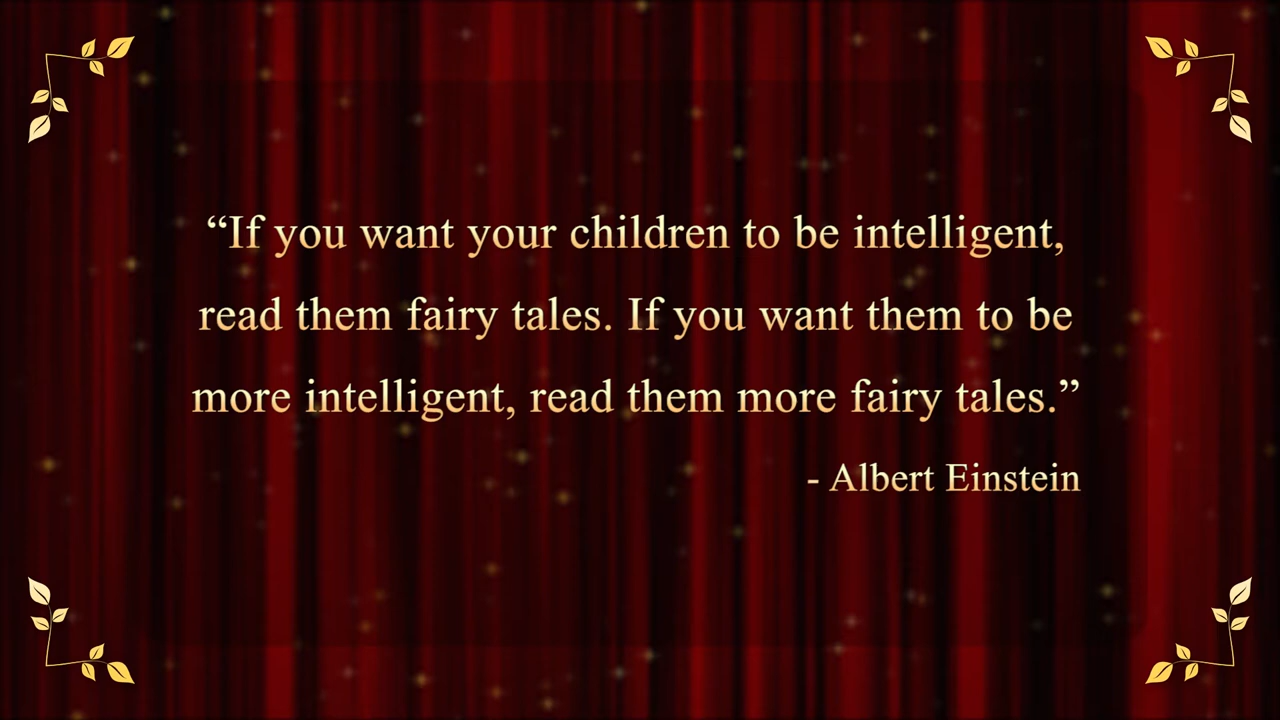 “If you want your children to be intelligent,
read them fairy tales. If you want them to be
more intelligent, read them more fairy tales.”
- Albert Einstein